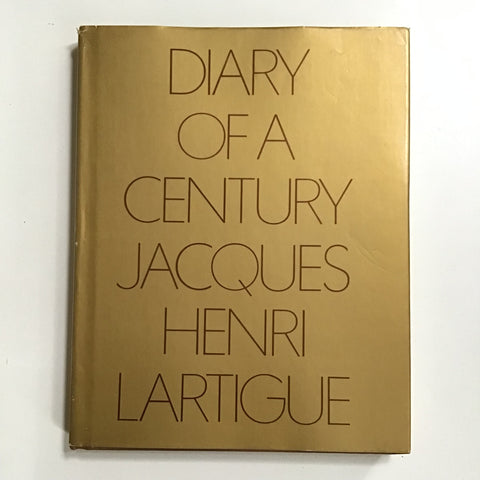 DIARY
OF A
CENTURY
JACQUES
HENRI
LARTIGUE